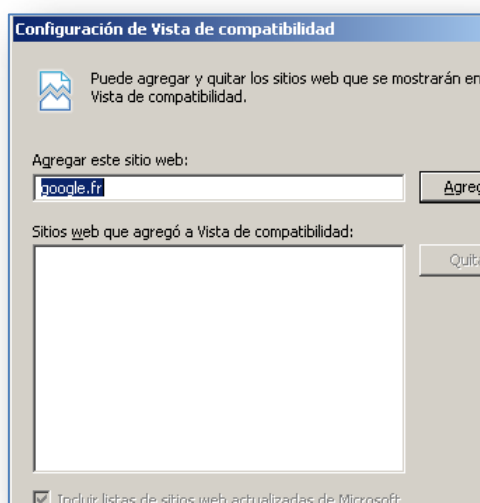 Configuración de Vista de compatibilidad
Puede agregar y quitar los sitios web que se mostrarán en
Vista de compatibilidad.
Agregar este sitio web:
google.fr
Agreg
Sitios web que agregó a Vista de compatibilidad:
Quita
Incluir listas de sitios web actualizadas de Microsoft